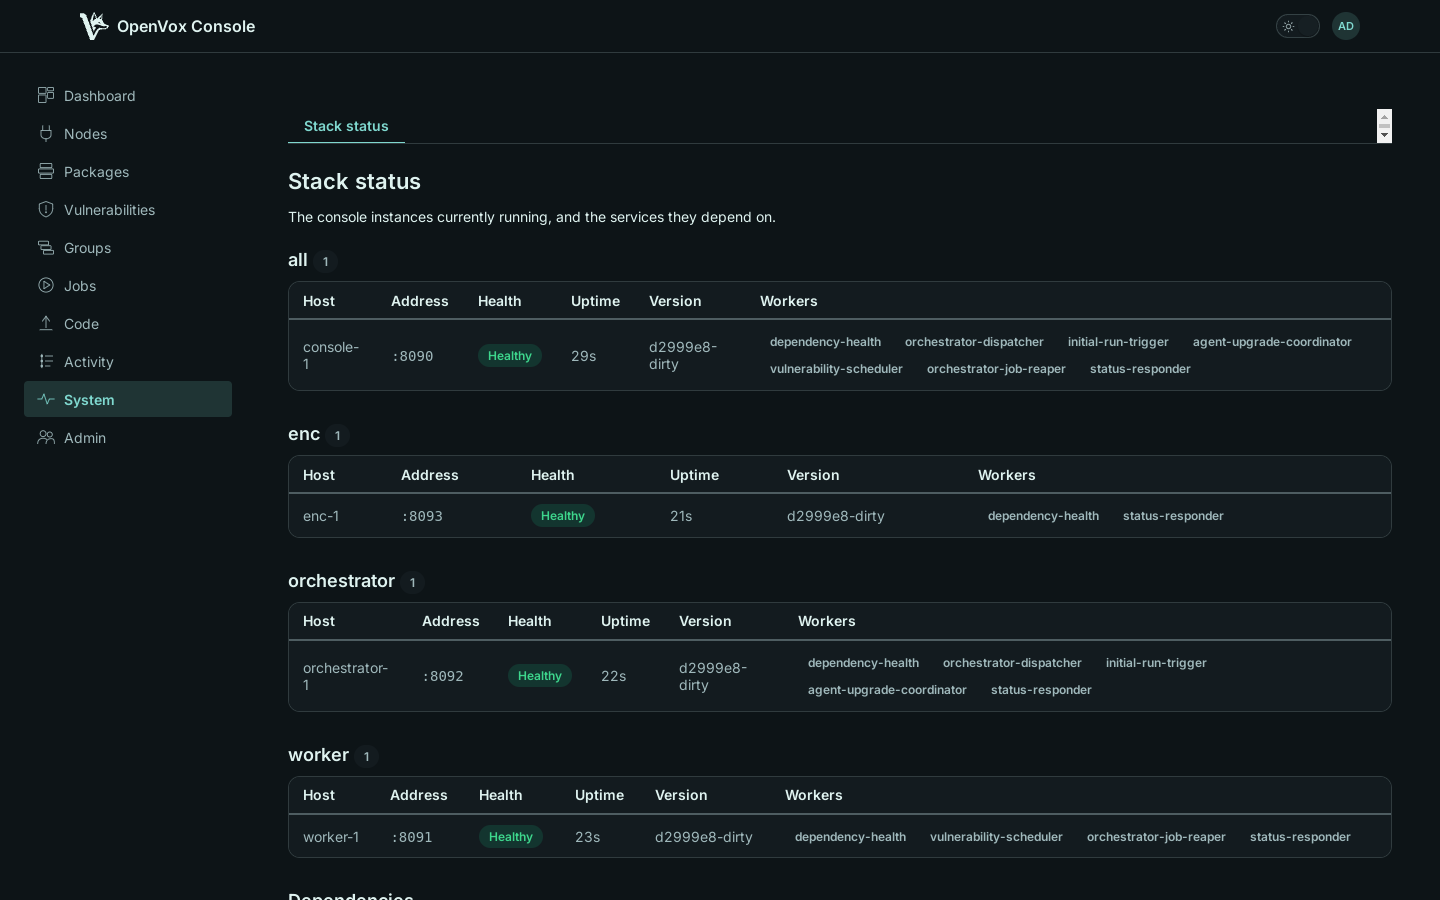 OpenVox Console
AD
Dashboard
Nodes
Packages
Vulnerabilities
Groups
Jobs
Code
Activity
System
Admin
Stack status
Stack status
The console instances currently running, and the services they depend on.
all 1
Host Address Health Uptime Version Workers
console-1 :8090 Healthy 29s d2999e8-dirty dependency-health orchestrator-dispatcher initial-run-trigger agent-upgrade-coordinator
vulnerability-scheduler orchestrator-job-reaper status-responder
enc 1
Host Address Health Uptime Version Workers
enc-1 :8093 Healthy 21s d2999e8-dirty dependency-health status-responder
orchestrator 1
Host Address Health Uptime Version Workers
orchestrator-1 :8092 Healthy 22s d2999e8-dirty dependency-health orchestrator-dispatcher initial-run-trigger
agent-upgrade-coordinator status-responder
worker 1
Host Address Health Uptime Version Workers
worker-1 :8091 Healthy 23s d2999e8-dirty dependency-health vulnerability-scheduler orchestrator-job-reaper status-responder
Dependencies